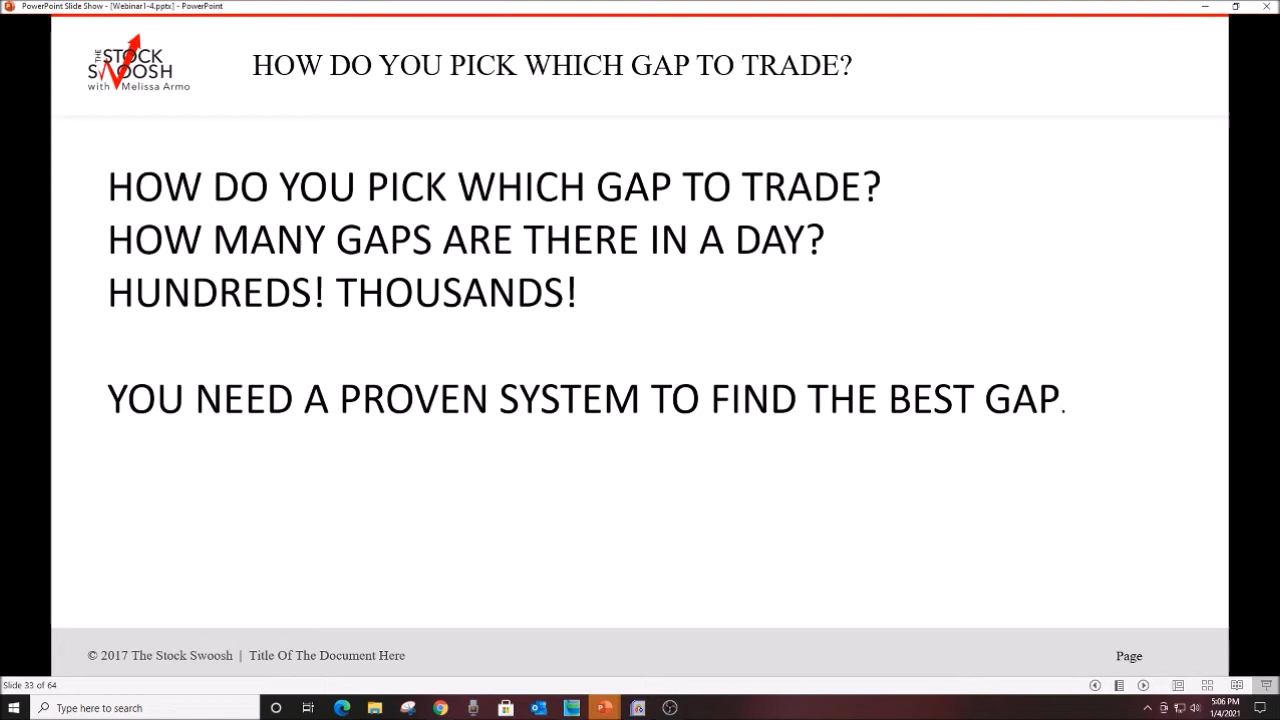 PowerPoint Slide Show - [Webinar1-4.pptx] - PowerPoint
THE STOCK SWOOSH
with Melissa Armo
HOW DO YOU PICK WHICH GAP TO TRADE?
HOW DO YOU PICK WHICH GAP TO TRADE?
HOW MANY GAPS ARE THERE IN A DAY?
HUNDREDS! THOUSANDS!
YOU NEED A PROVEN SYSTEM TO FIND THE BEST GAP.
© 2017 The Stock Swoosh | Title Of The Document Here
Page
Slide 33 of 64
Type here to search
5:06 PM
1/4/2021